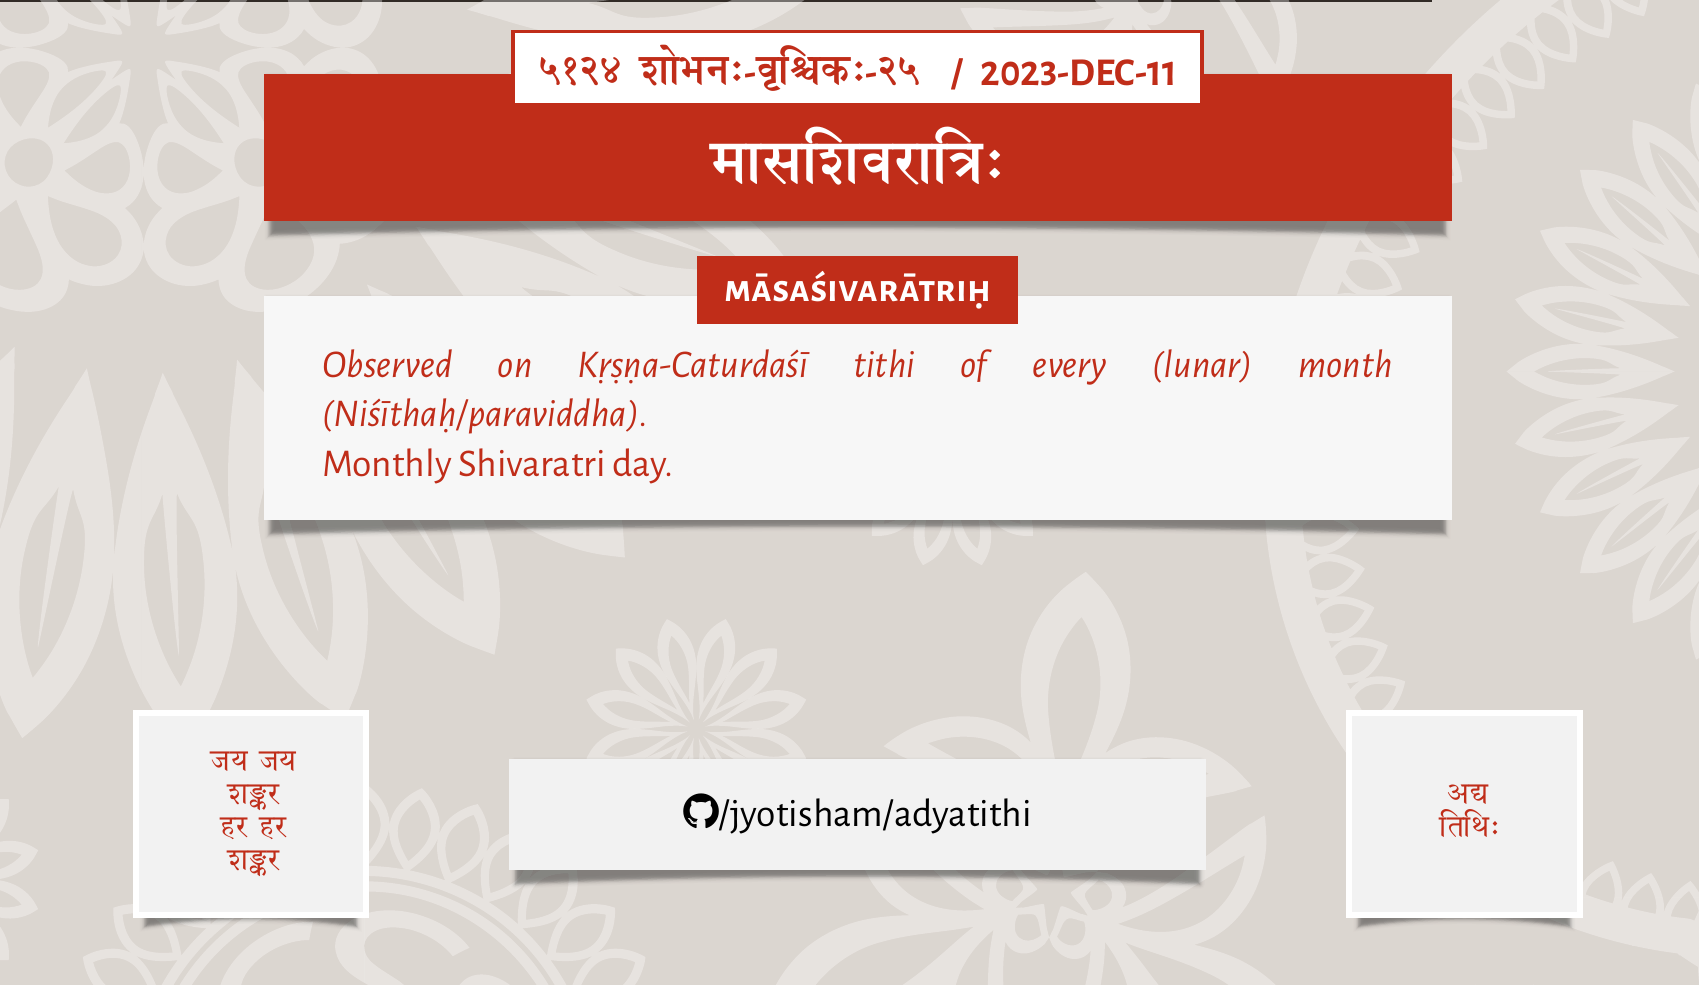 ५१२४ शोभनः-वृश्चिकः-२५ / 2023-DEC-11
मासशिवरात्रिः
MĀSAŚIVARĀTRIḤ
Observed on Kṛṣṇa-Caturdaśī tithi of every (lunar) month
(Niśīthaḥ/paraviddha).
Monthly Shivaratri day.
जय जय
शङ्कर
हर हर
शङ्कर
/jyotisham/adyatithi
अद्य
तिथिः